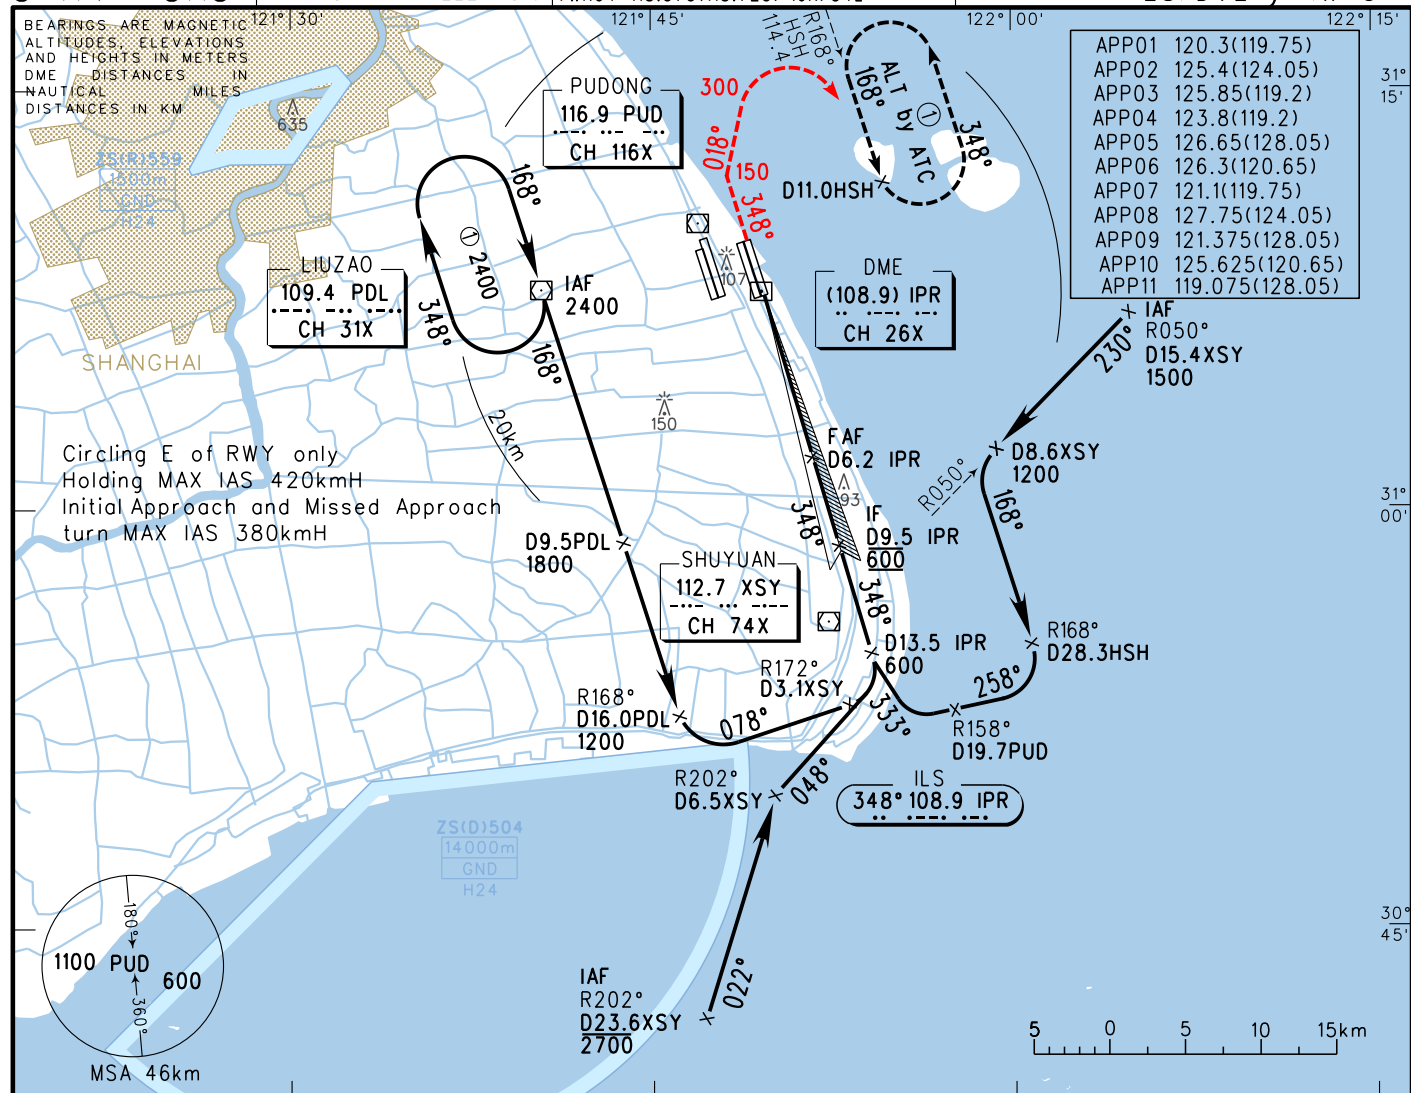 121°30'
121°45'
122°00'
122°15'
BEARINGS ARE MAGNETIC
ALTITUDES, ELEVATIONS
AND HEIGHTS IN METERS
DME DISTANCES IN
NAUTICAL MILES
DISTANCES IN KM
635
ZS(R)559
1500m
GND
H24
SHANGHAI
PUDONG
116.9 PUD
CH 116X
R168°
HSH
114.4
300
018°
150
348°
168°
ALT by ATC
①
348°
D11.0HSH
APP01 120.3(119.75)
APP02 125.4(124.05)
APP03 125.85(119.2)
APP04 123.8(119.2)
APP05 126.65(128.05)
APP06 126.3(120.65)
APP07 121.1(119.75)
APP08 127.75(124.05)
APP09 121.375(128.05)
APP10 125.625(120.65)
APP11 119.075(128.05)
31°
15'
168°
① 2400
348°
LIUZAO
109.4 PDL
CH 31X
IAF
2400
168°
107
DME
(108.9) IPR
CH 26X
IAF
R050°
D15.4XSY
1500
230°
20km
150
Circling E of RWY only
Holding MAX IAS 420kmH
Initial Approach and Missed Approach
turn MAX IAS 380kmH
FAF
D6.2 IPR
93
348°
IF
D9.5 IPR
600
D8.6XSY
1200
R050°
168°
31°
00'
D9.5PDL
1800
SHUYUAN
112.7 XSY
CH 74X
348°
D13.5 IPR
600
R168°
D28.3HSH
R172°
D3.1XSY
R168°
D16.0PDL
1200
078°
333°
258°
R158°
D19.7PUD
R202°
D6.5XSY
048°
ILS
348° 108.9 IPR
ZS(D)504
14000m
GND
H24
180°
1100 PUD
600
360°
MSA 46km
IAF
R202°
D23.6XSY
2700
022°
30°
45'
5 0 5 10 15km